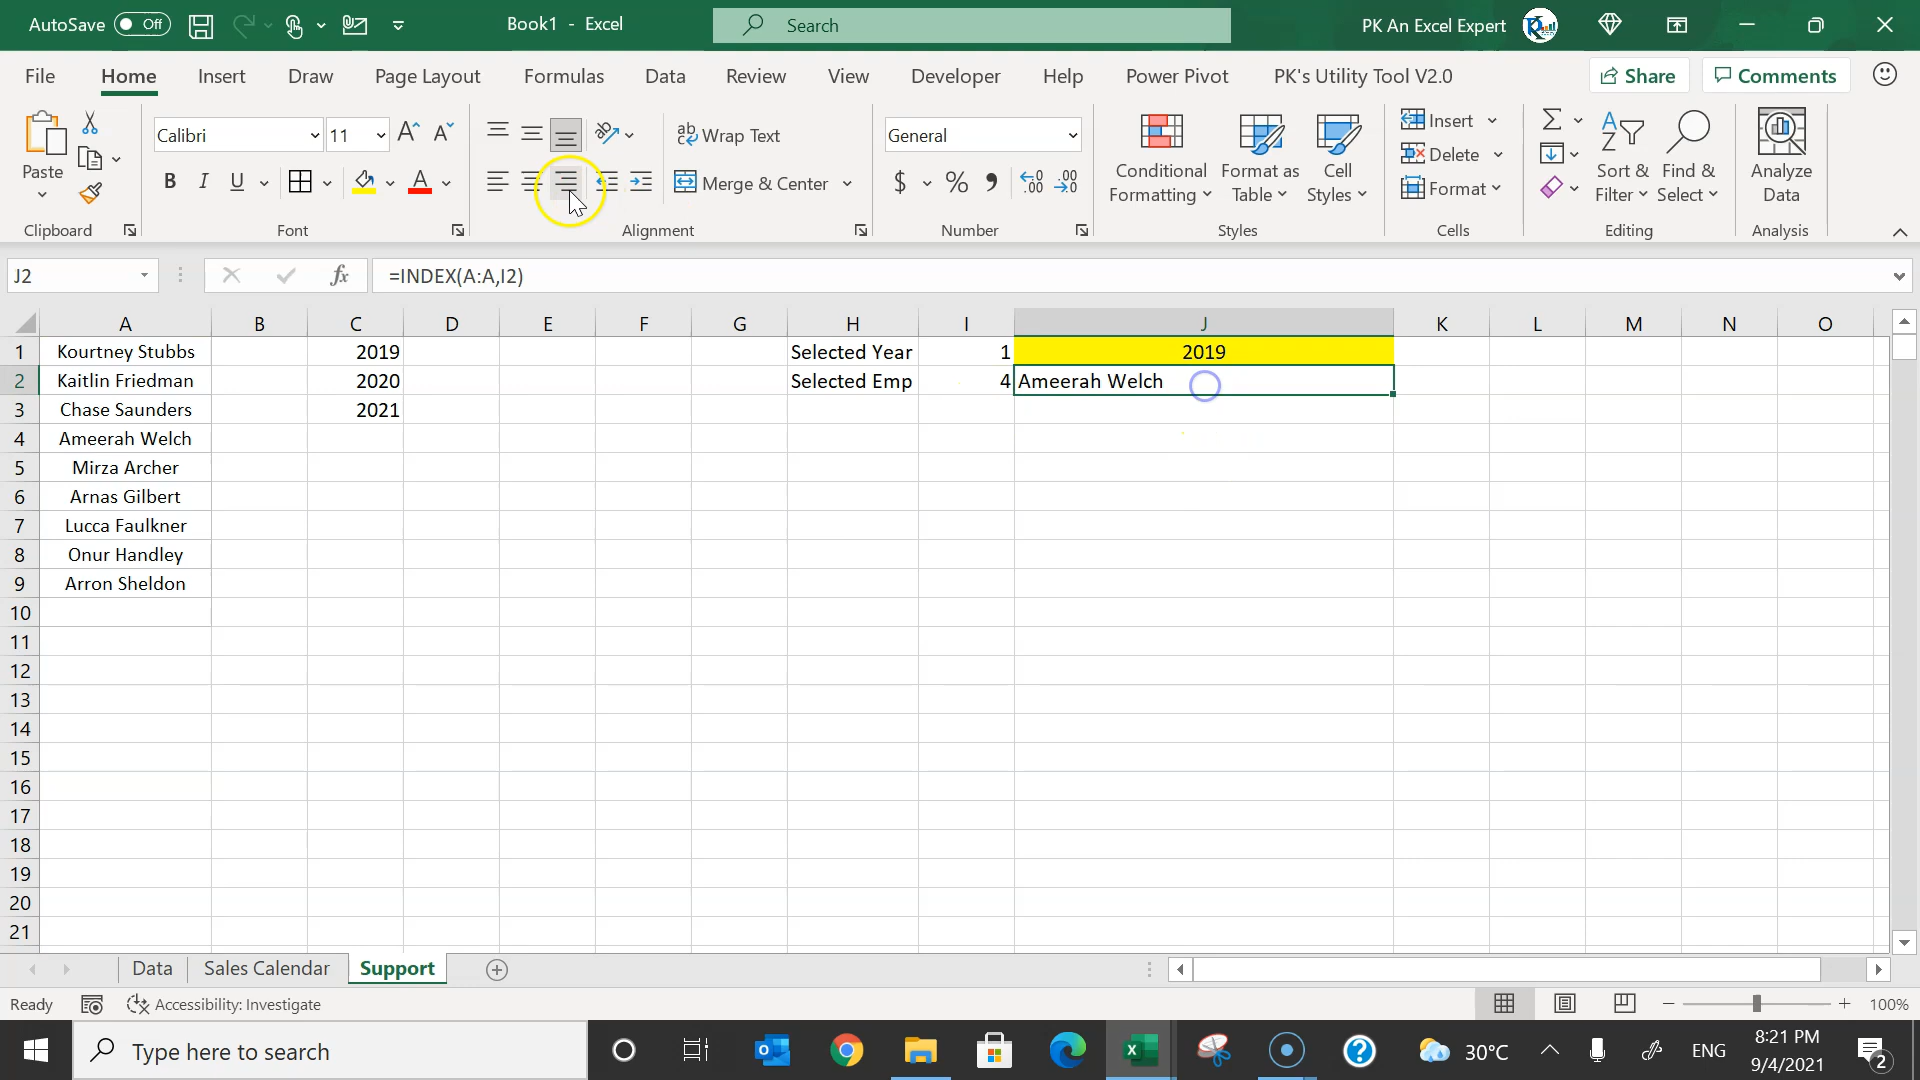 AutoSave Off Book1 - Excel Search PK An Excel Expert
File Home Insert Draw Page Layout Formulas Data Review View Developer Help Power Pivot PK's Utility Tool V2.0 Share Comments
Calibri 11 ab Wrap Text General Insert
Paste Conditional Formatting Format as Table Cell Styles Delete Sort & Filter Find & Select Analyze Data
B I U A Merge & Center $ % Format
Clipboard Font Alignment Number Styles Cells Editing Analysis
J2 fx =INDEX(A:A,I2)
A B C D E F G H I J K L M N O
1 Kourtney Stubbs 2019 Selected Year 1 2019
2 Kaitlin Friedman 2020 Selected Emp 4 Ameerah Welch
3 Chase Saunders 2021
4 Ameerah Welch
5 Mirza Archer
6 Arnas Gilbert
7 Lucca Faulkner
8 Onur Handley
9 Arron Sheldon
10
11
12
13
14
15
16
17
18
19
20
21
Data Sales Calendar Support
Ready Accessibility: Investigate 100%
Type here to search 30°C ENG 8:21 PM
9/4/2021 2